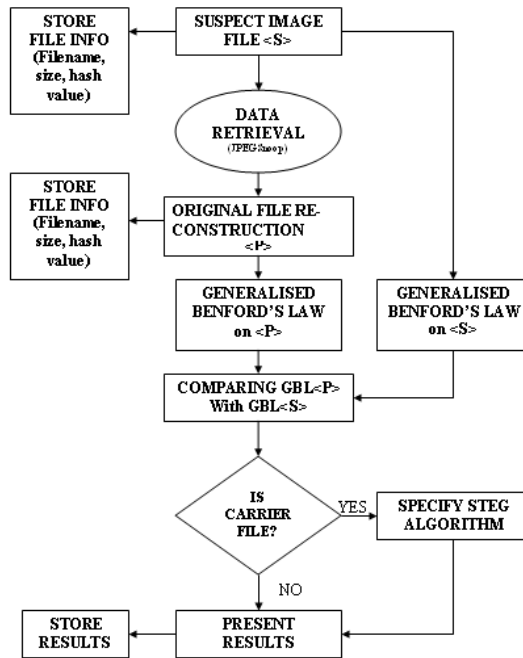 STORE
FILE INFO
(Filename,
size, hash
value)
SUSPECT IMAGE
FILE <S>
DATA
RETRIEVAL
(JPEGSnoop)
STORE
FILE INFO
(Filename,
size, hash
value)
ORIGINAL FILE RE-
CONSTRUCTION
<P>
GENERALISED
BENFORD'S LAW
on <P>
GENERALISED
BENFORD'S LAW
on <S>
COMPARING GBL<P>
With GBL<S>
IS
CARRIER
FILE?
YES
SPECIFY STEG
ALGORITHM
NO
STORE
RESULTS
PRESENT
RESULTS